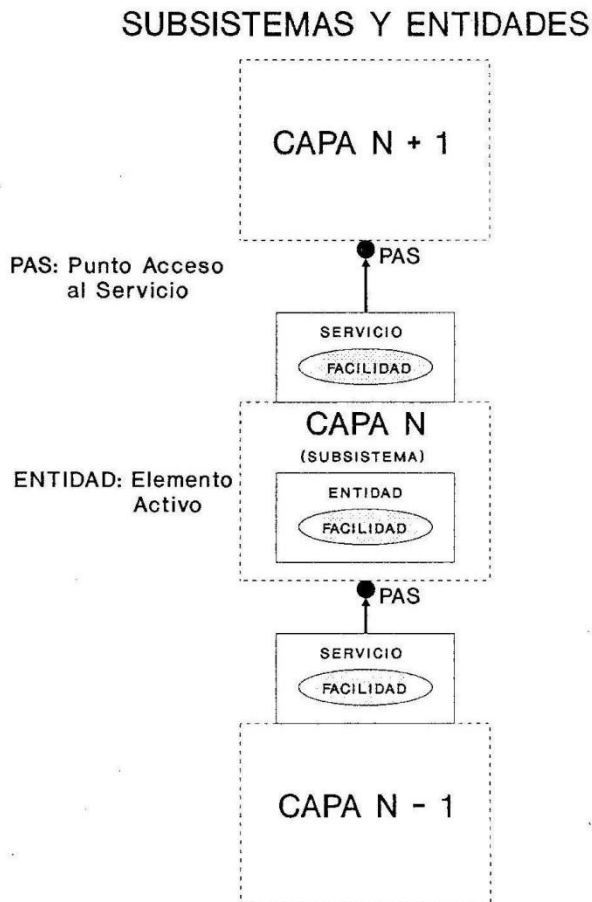 SUBSISTEMAS Y ENTIDADES
CAPA N + 1
PAS
PAS: Punto Acceso
al Servicio
SERVICIO
FACILIDAD
CAPA N
(SUBSISTEMA)
ENTIDAD: Elemento
Activo
ENTIDAD
FACILIDAD
PAS
SERVICIO
FACILIDAD
CAPA N - 1